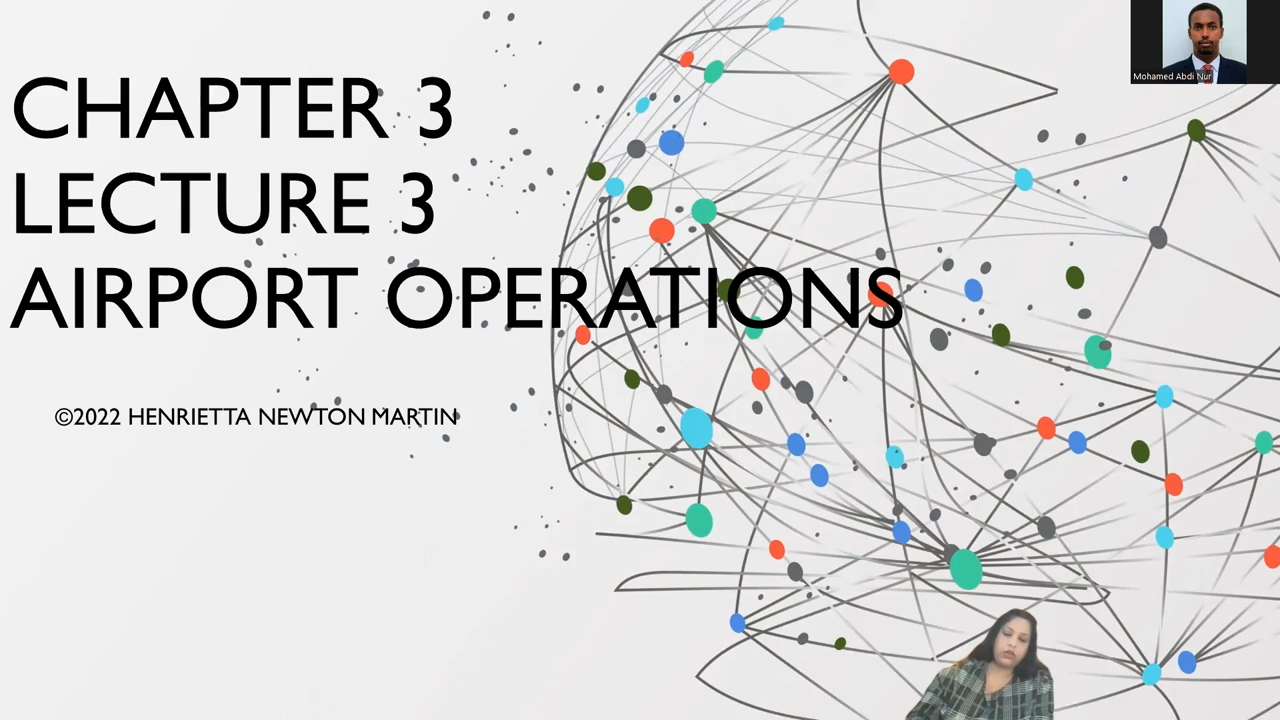 CHAPTER 3
LECTURE 3
AIRPORT OPERATIONS
©2022 HENRIETTA NEWTON MARTIN
Mohamed Abdi Nur